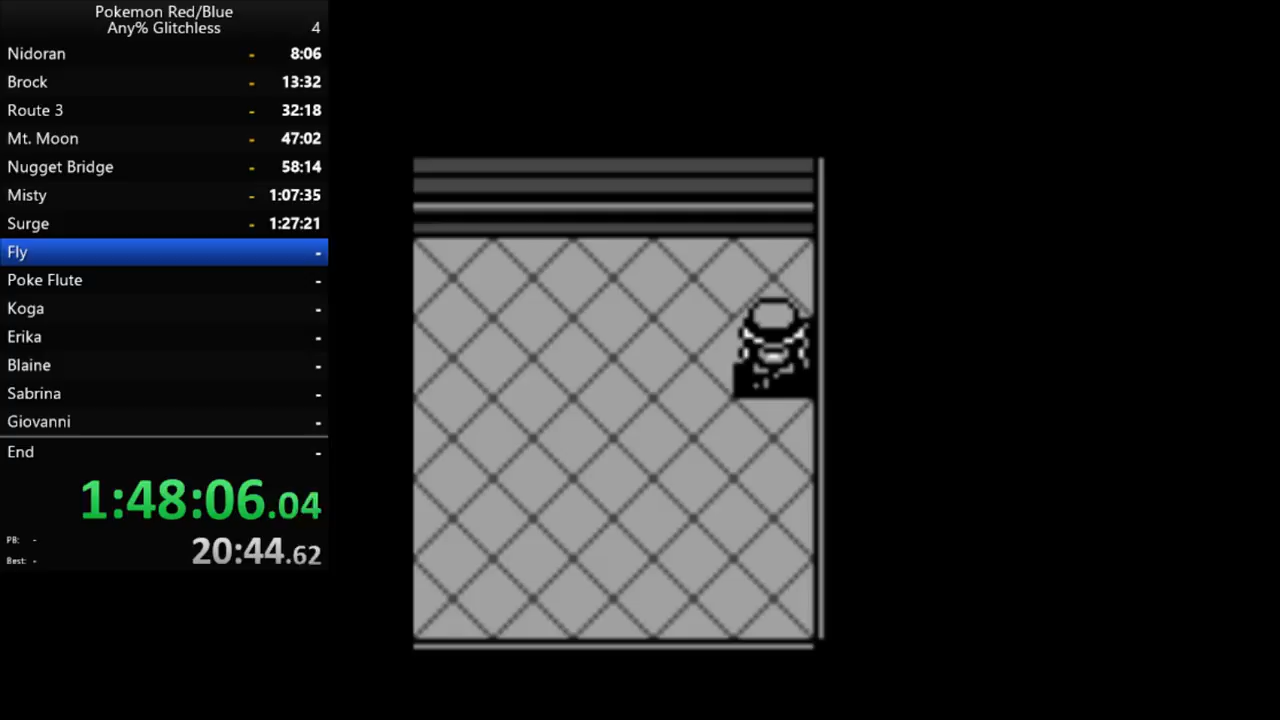 Pokemon Red/Blue
Any% Glitchless 4
Nidoran - 8:06
Brock - 13:32
Route 3 - 32:18
Mt. Moon - 47:02
Nugget Bridge - 58:14
Misty - 1:07:35
Surge - 1:27:21
Fly -
Poke Flute -
Koga -
Erika -
Blaine -
Sabrina -
Giovanni -
End -
1:48:06.04
PB: - 20:44.62
Best: -